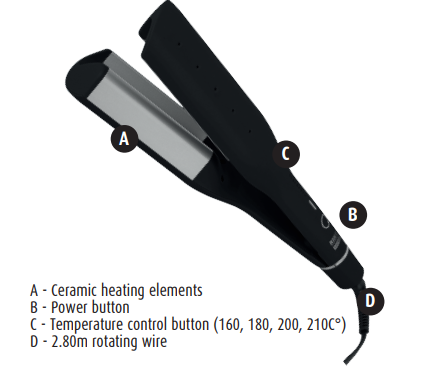 A
C
B
D
A - Ceramic heating elements
B - Power button
C - Temperature control button (160, 180, 200, 210C°)
D - 2.80m rotating wire